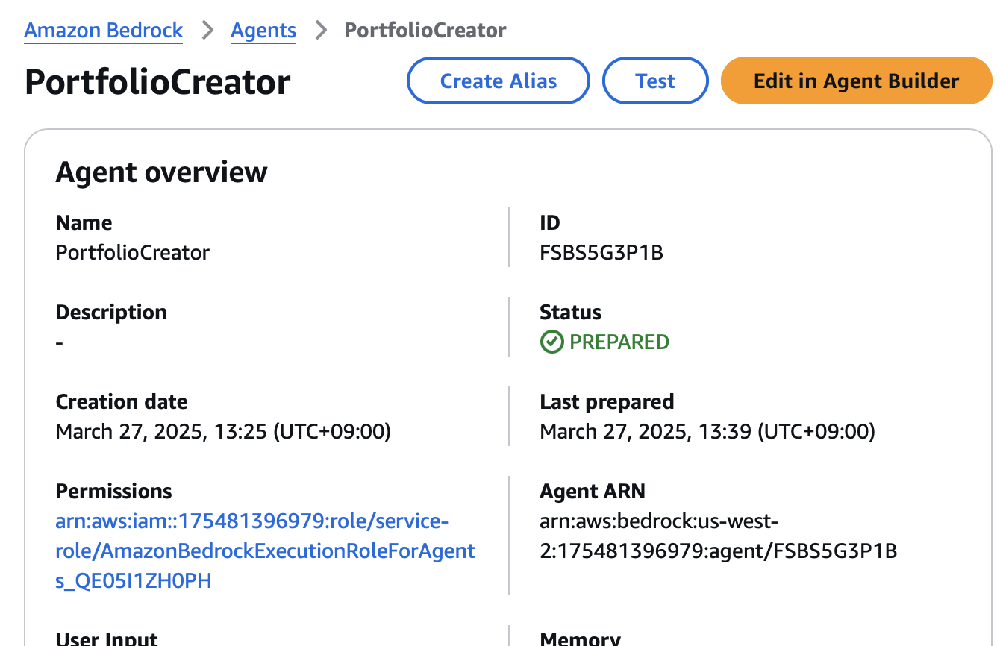 Amazon Bedrock > Agents > PortfolioCreator
PortfolioCreator
Create Alias
Test
Edit in Agent Builder
Agent overview
Name
PortfolioCreator
ID
FSBS5G3P1B
Description
-
Status
PREPARED
Creation date
March 27, 2025, 13:25 (UTC+09:00)
Last prepared
March 27, 2025, 13:39 (UTC+09:00)
Permissions
arn:aws:iam::175481396979:role/service-
role/AmazonBedrockExecutionRoleForAgent
s_QE05I1ZH0PH
Agent ARN
arn:aws:bedrock:us-west-
2:175481396979:agent/FSBS5G3P1B
User Input
Memory